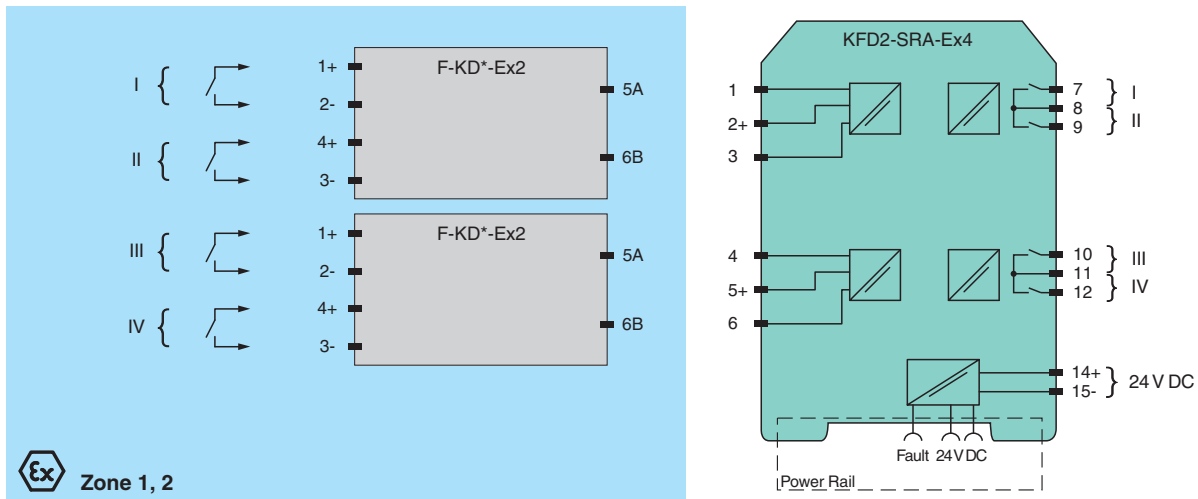 I
1+
2-
II
4+
3-
F-KD*-Ex2
5A
6B
III
1+
2-
IV
4+
3-
F-KD*-Ex2
5A
6B
Ex
Zone 1, 2
KFD2-SRA-Ex4
1
2+
3
7
8
9
I
II
4
5+
6
10
11
12
III
IV
14+
15-
24 V DC
Fault 24 V DC
Power Rail